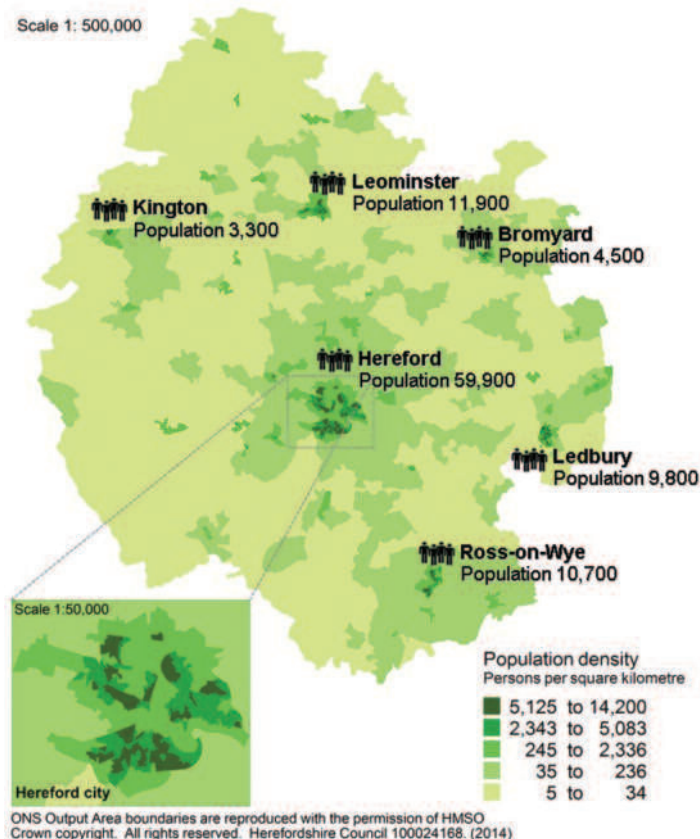 Scale 1: 500,000
Leominster
Population 11,900
Kington
Population 3,300
Bromyard
Population 4,500
Hereford
Population 59,900
Ledbury
Population 9,800
Ross-on-Wye
Population 10,700
Scale 1:50,000
Hereford city
Population density
Persons per square kilometre
5,125 to 14,200
2,343 to 5,083
245 to 2,336
35 to 236
5 to 34
ONS Output Area boundaries are reproduced with the permission of HMSO
Crown copyright. All rights reserved. Herefordshire Council 100024168. (2014)